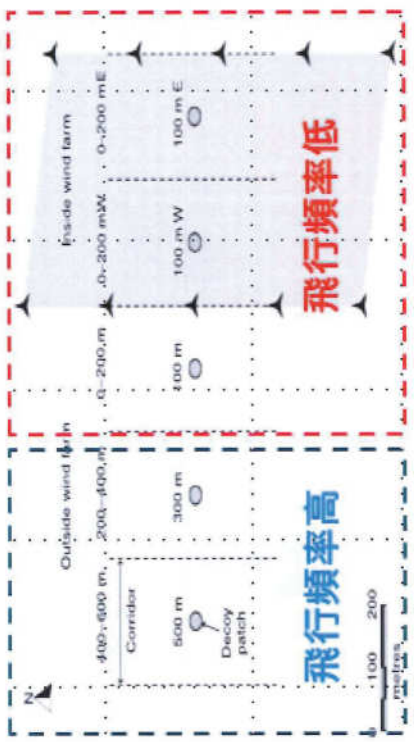 N
Outside wind farm
Inside wind farm
400–600 m
200–400 m
0–200 m
0–200 mW
0–200 mE
Corridor
500 m
300 m
100 m
100 m W
100 m E
Decoy
patch
飛行頻率高
飛行頻率低
0 100 200
metres